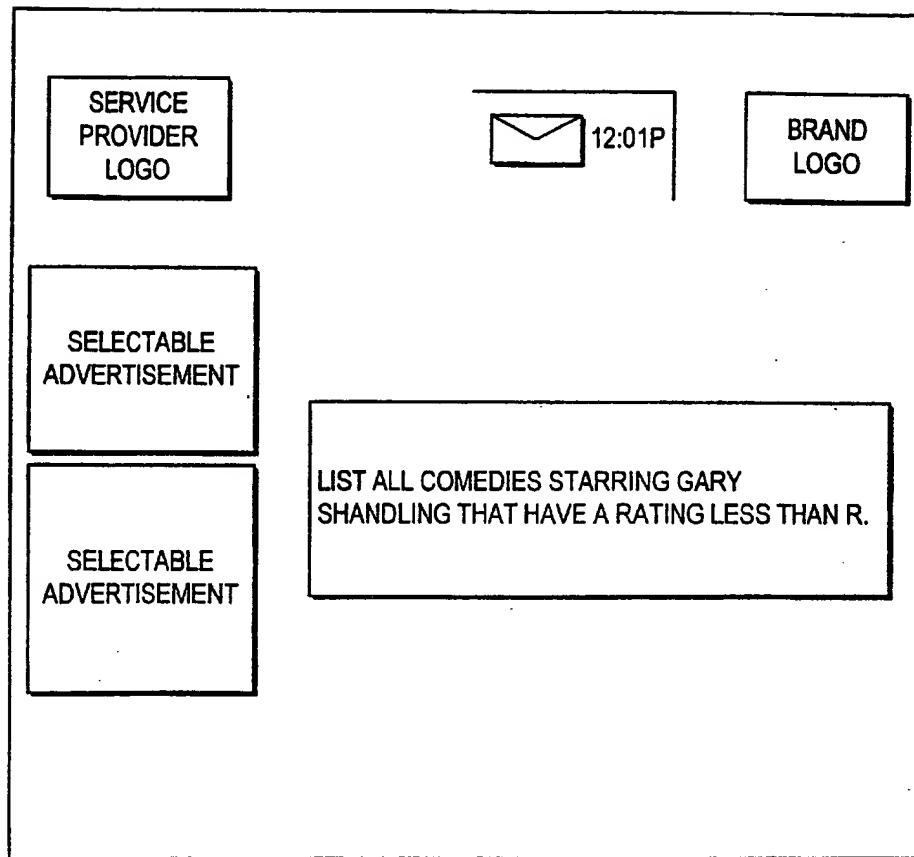 SERVICE
PROVIDER
LOGO
12:01P
BRAND
LOGO
SELECTABLE
ADVERTISEMENT
LIST ALL COMEDIES STARRING GARY
SHANDLING THAT HAVE A RATING LESS THAN R.
SELECTABLE
ADVERTISEMENT